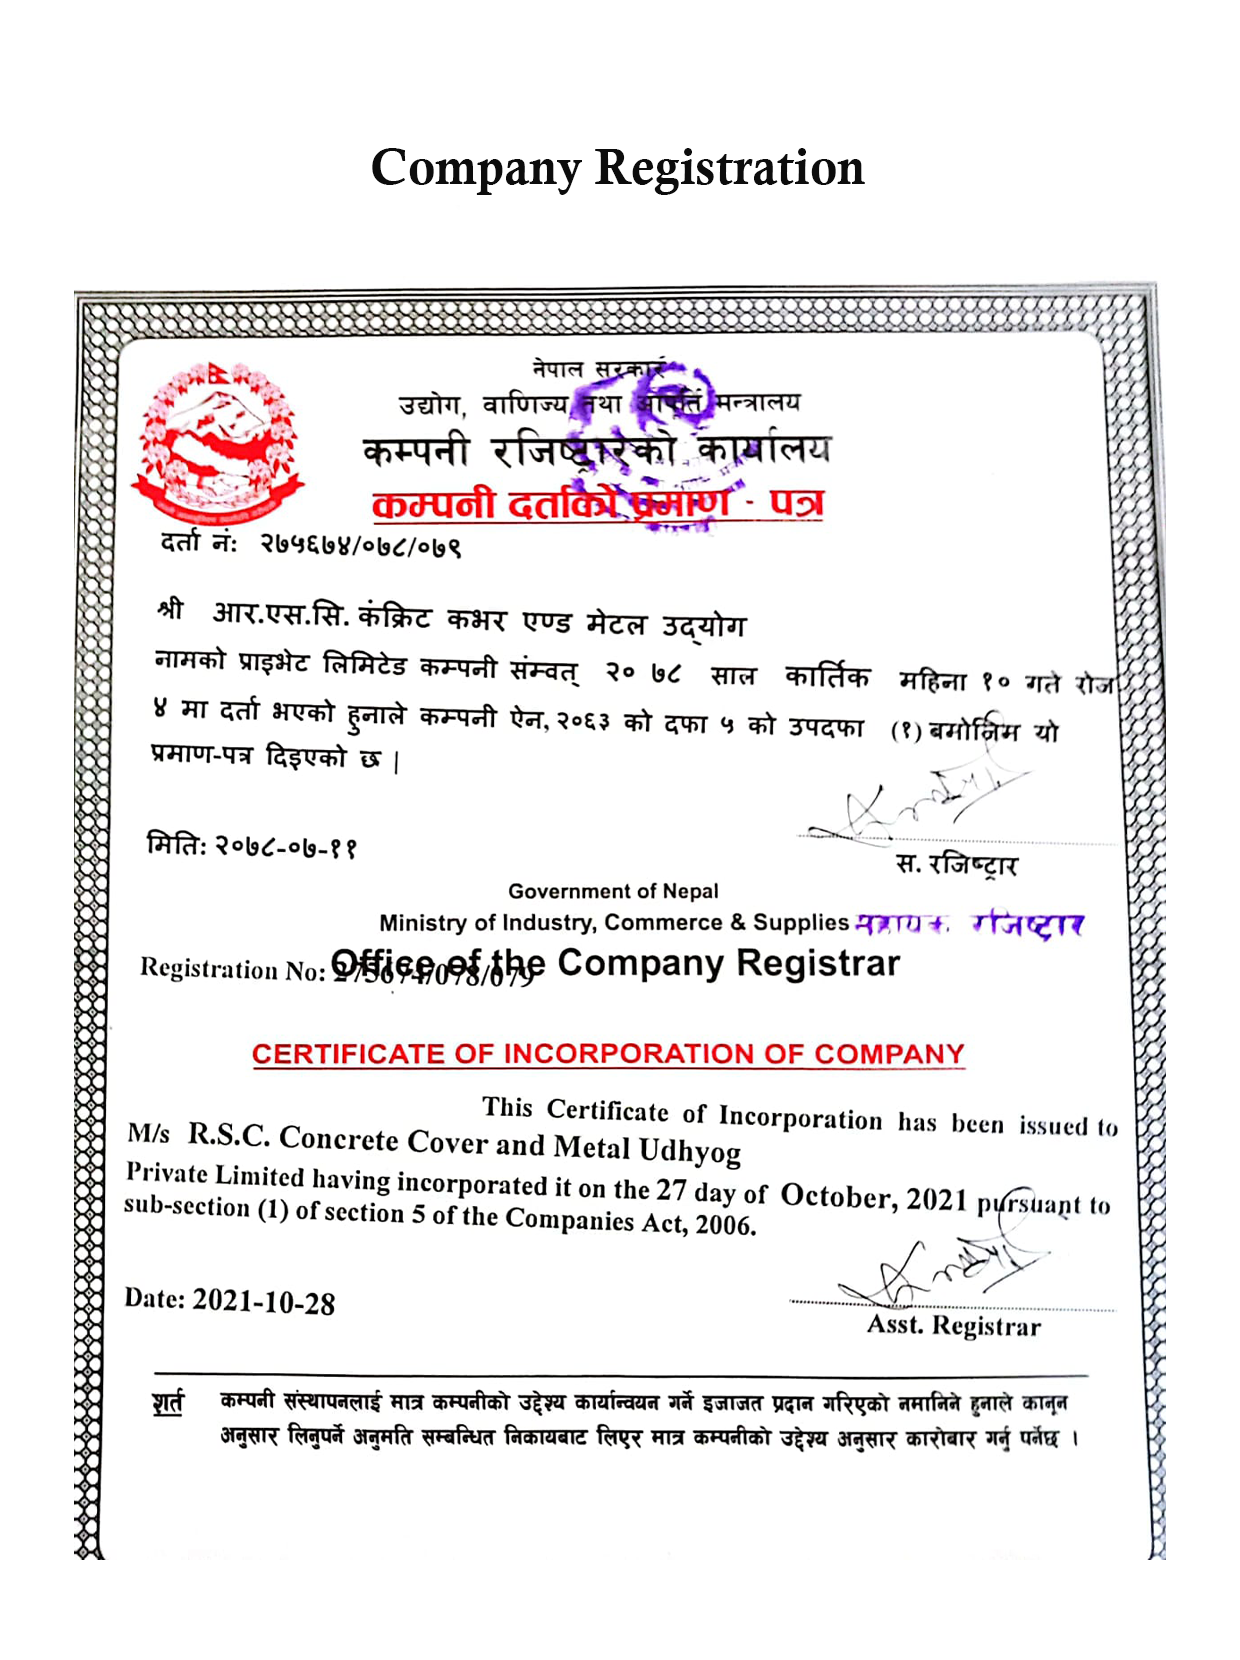 Company Registration
नेपाल सरकार
उद्योग, वाणिज्य तथा आपूर्ति मन्त्रालय
कम्पनी रजिष्ट्रारको कार्यालय
कम्पनी दर्ताको प्रमाण - पत्र
दर्ता नं: २७५६७४/०७८/०७९
श्री आर.एस.सि. कंक्रिट कभर एण्ड मेटल उद्योग
नामको प्राइभेट लिमिटेड कम्पनी संम्वत् २० ७८ साल कार्तिक महिना १० गते रोज
४ मा दर्ता भएको हुनाले कम्पनी ऐन, २०६३ को दफा ५ को उपदफा (१) बमोजिम यो
प्रमाण-पत्र दिइएको छ |
मिति: २०७८-०७-११
स. रजिष्ट्रार
Government of Nepal
Ministry of Industry, Commerce & Supplies
रजिष्टार
Office of the Company Registrar
Registration No: 275674/078/079
CERTIFICATE OF INCORPORATION OF COMPANY
This Certificate of Incorporation has been issued to
M/s R.S.C. Concrete Cover and Metal Udhyog
Private Limited having incorporated it on the 27 day of October, 2021 pursuant to
sub-section (1) of section 5 of the Companies Act, 2006.
Date: 2021-10-28
Asst. Registrar
शर्त कम्पनी संस्थापनलाई मात्र कम्पनीको उद्देश्य कार्यान्वयन गर्ने इजाजत प्रदान गरिएको नमानिने हुनाले कानून
अनुसार लिनुपर्ने अनुमति सम्बन्धित निकायबाट लिएर मात्र कम्पनीको उद्देश्य अनुसार कारोबार गर्नु पर्नेछ ।